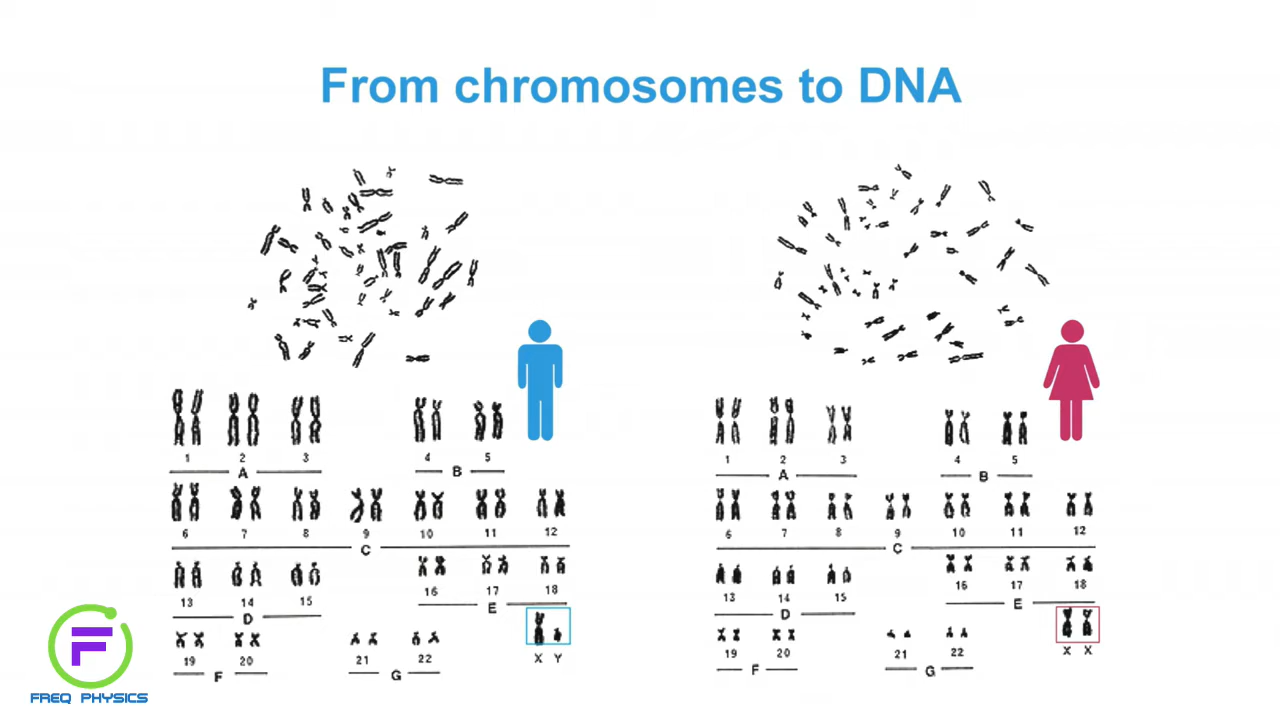 From chromosomes to DNA
1 2 3 4 5
A B
6 7 8 9 10 11 12
C
13 14 15 16 17 18
D E
19 20 21 22 X Y
F G
1 2 3 4 5
A B
6 7 8 9 10 11 12
C
13 14 15 16 17 18
D E
19 20 21 22 X X
F G
F
FREQ PHYSICS